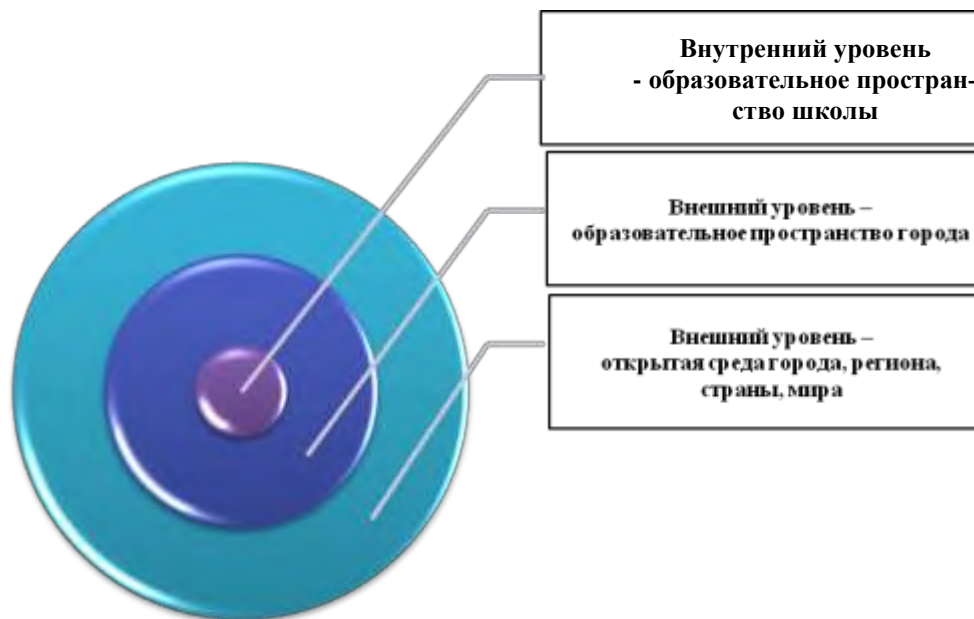 Внутренний уровень
- образовательное простран-
ство школы
Внешний уровень –
образовательное пространство города
Внешний уровень –
открытая среда города, региона,
страны, мира